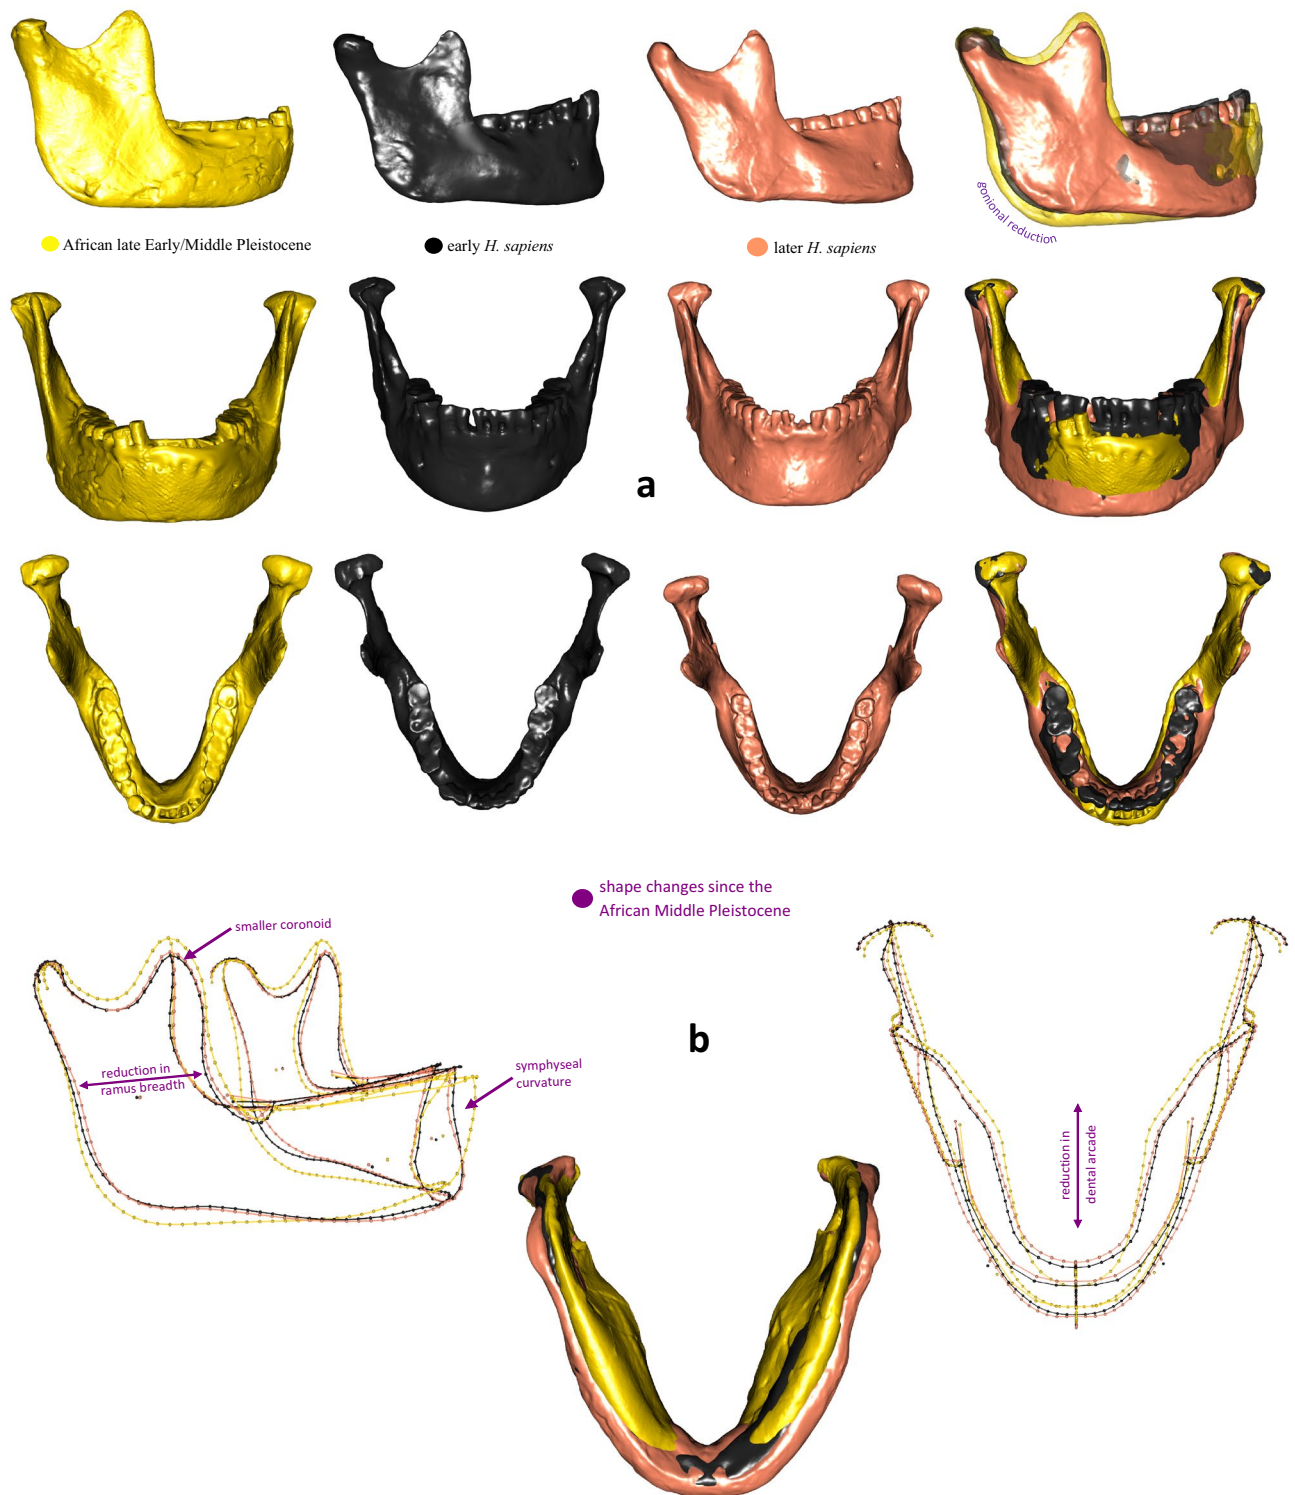 gonional reduction
African late Early/Middle Pleistocene
early H. sapiens
later H. sapiens
a
shape changes since the
African Middle Pleistocene
smaller coronoid
b
reduction in
ramus breadth
symphyseal
curvature
reduction in
dental arcade